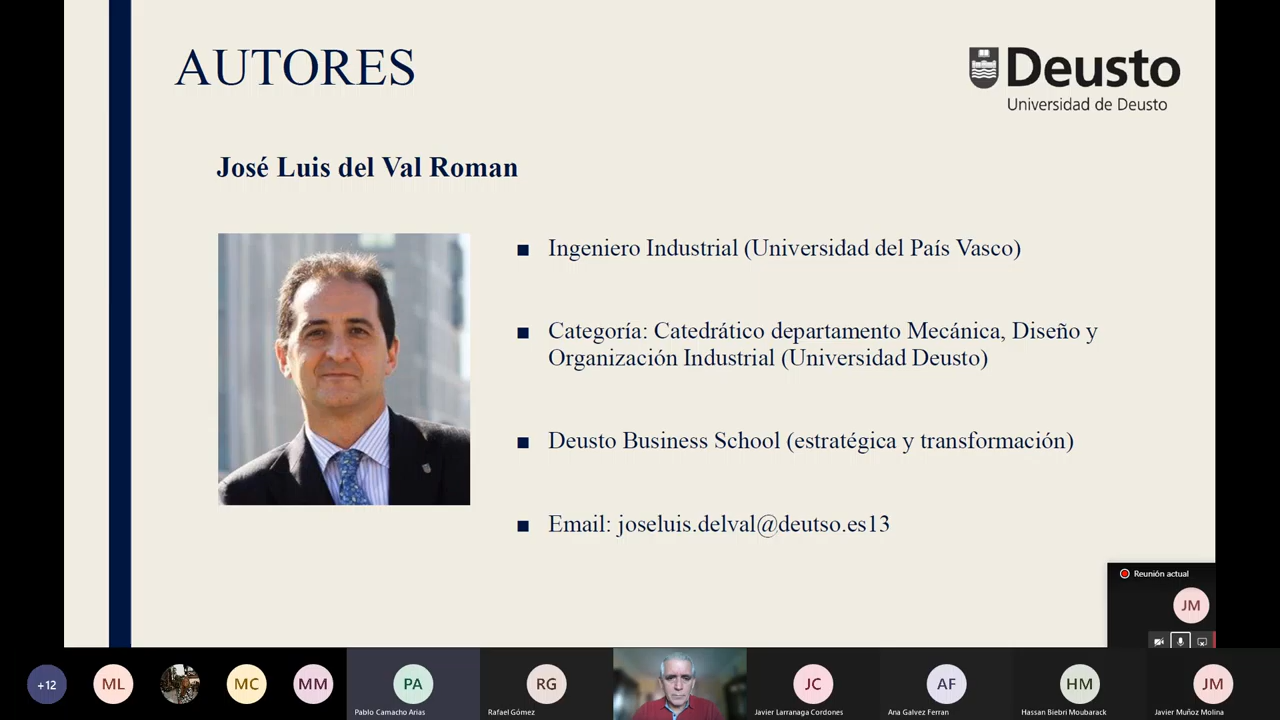 AUTORES
Deusto
Universidad de Deusto
José Luis del Val Roman
■ Ingeniero Industrial (Universidad del País Vasco)
■ Categoría: Catedrático departamento Mecánica, Diseño y
Organización Industrial (Universidad Deusto)
■ Deusto Business School (estratégica y transformación)
■ Email: joseluis.delval@deutso.es13
Reunión actual
JM
+12
ML
MC
MM
PA
RG
JC
AF
HM
JM
Pablo Camacho Arias
Rafael Gómez
Javier Larranaga Cordones
Ana Galvez Ferran
Hassan Biebri Moubarack
Javier Muñoz Molina